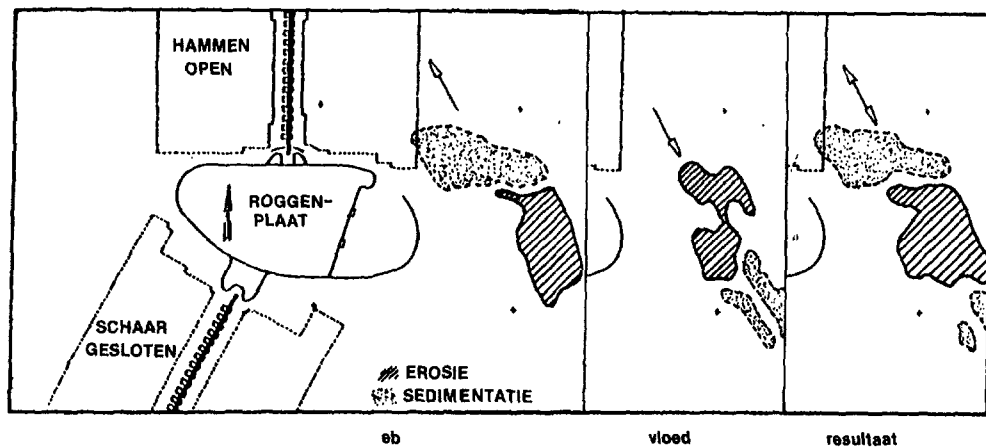 HAMMEN
OPEN
ROGGEN-
PLAAT
SCHAAR
GESLOTEN
EROSIE
SEDIMENTATIE
eb
vloed
resultaat